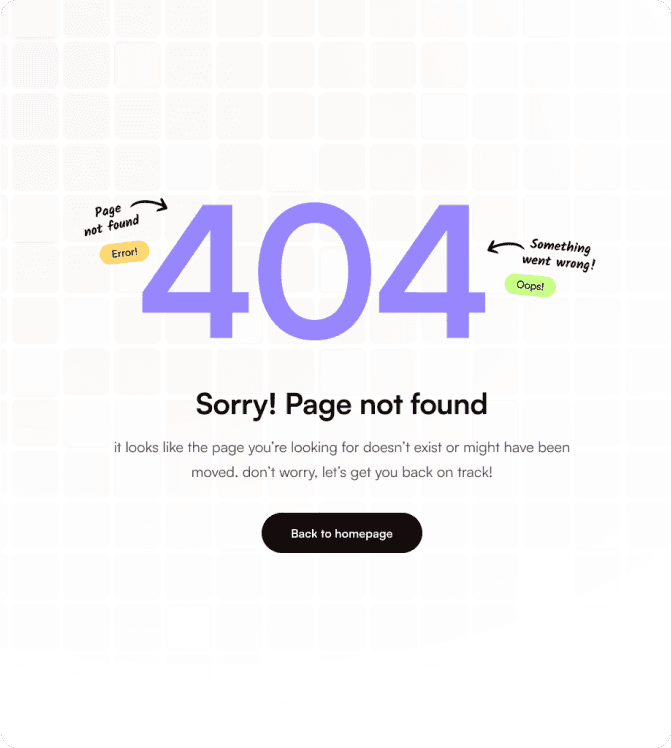 Page
not found
Error!
404
Something
went wrong!
Oops!
Sorry! Page not found
it looks like the page you’re looking for doesn’t exist or might have been
moved. don’t worry, let’s get you back on track!
Back to homepage